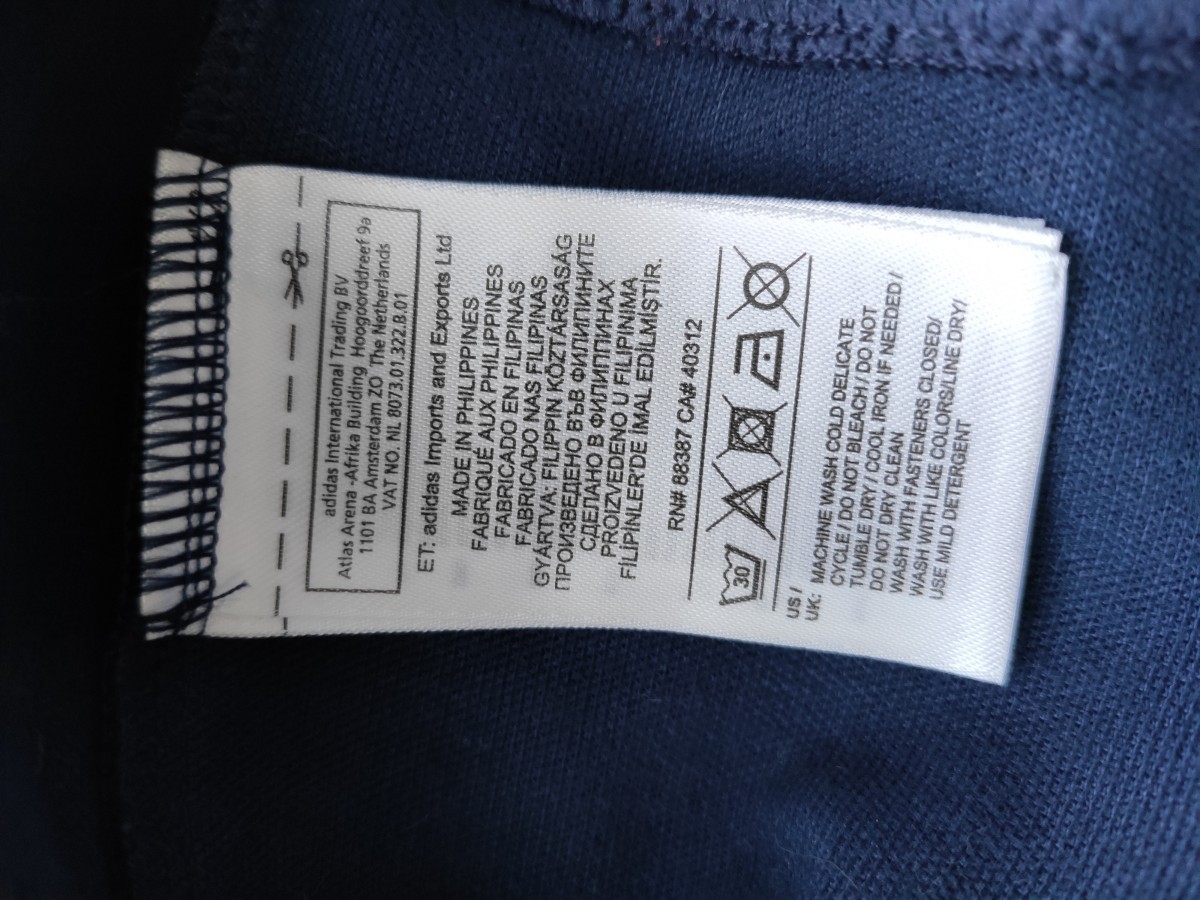 adidas International Trading BV
Atlas Arena -Afrika Building Hoogoorddreef 9a
1101 BA Amsterdam ZO The Netherlands
VAT NO. NL 8073.01.322.B.01
ET: adidas Imports and Exports Ltd
MADE IN PHILIPPINES
FABRIQUÉ AUX PHILIPPINES
FABRICADO EN FILIPINAS
FABRICADO NAS FILIPINAS
GYÁRTVA: FILIPPIN KÖZTÁRSASÁG
ПРОИЗВЕДЕНО ВЪВ ФИЛИПИНИТЕ
СДЕЛАНО В ФИЛИППИНАХ
PROIZVEDENO U FILIPINIMA
FİLİPİNLER'DE İMAL EDİLMİŞTİR.
RN# 88387 CA# 40312
30
US /
UK: MACHINE WASH COLD DELICATE
CYCLE / DO NOT BLEACH / DO NOT
TUMBLE DRY / COOL IRON IF NEEDED /
DO NOT DRY CLEAN
WASH WITH FASTENERS CLOSED/
WASH WITH LIKE COLORS/LINE DRY/
USE MILD DETERGENT